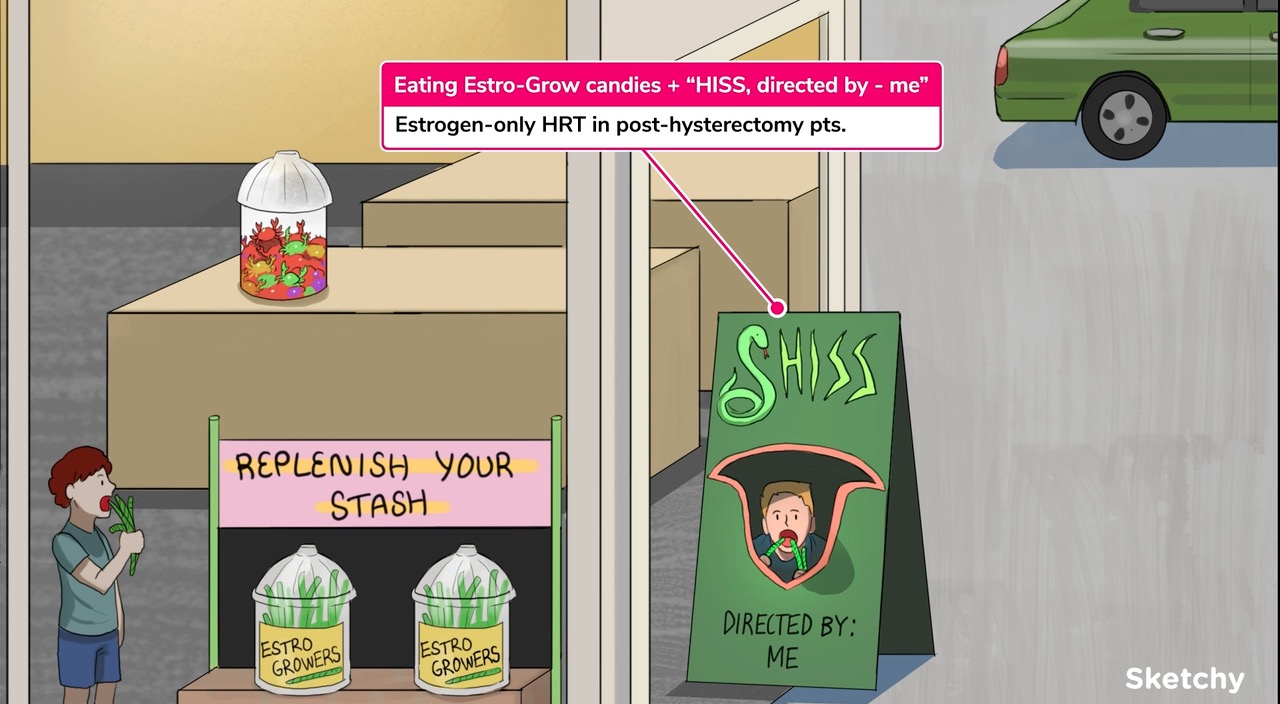 Eating Estro-Grow candies + “HISS, directed by - me”
Estrogen-only HRT in post-hysterectomy pts.
SHISS
REPLENISH YOUR
STASH
ESTRO
GROWERS
ESTRO
GROWERS
DIRECTED BY:
ME
Sketchy